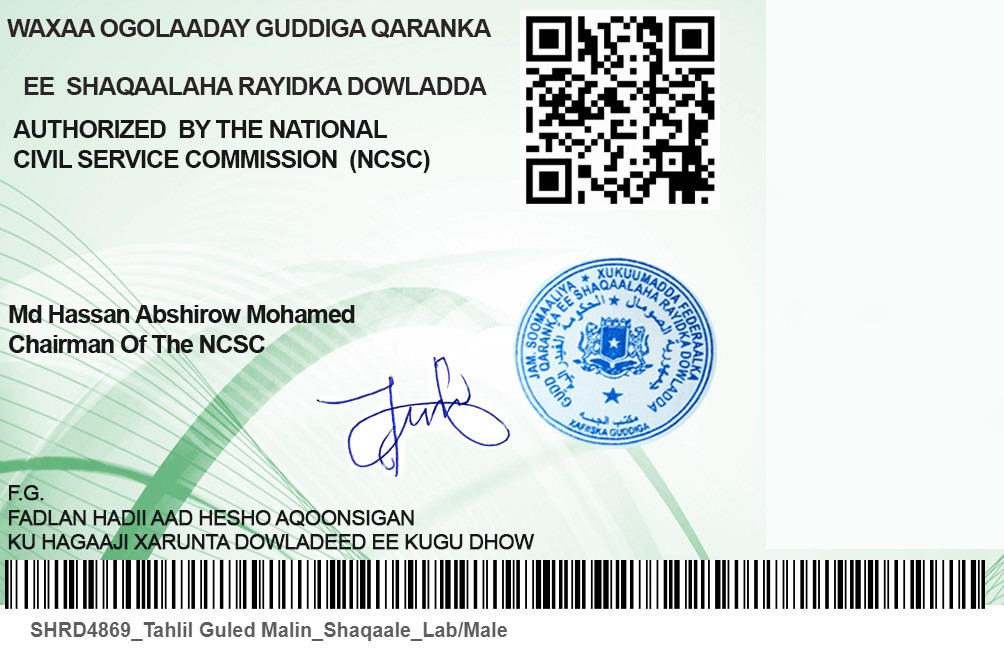 WAXAA OGOLAADAY GUDDIGA QARANKA
EE SHAQAALAHA RAYIDKA DOWLADDA
AUTHORIZED BY THE NATIONAL
CIVIL SERVICE COMMISSION (NCSC)
JAM. SOOMAALIYA ★ XUKUUMADDA FEDERAALKA
GUDD QARANKA EE SHAQAALAHA RAYIDKA DOWLADDA
XAFIISKA GUDDIGA
Md Hassan Abshirow Mohamed
Chairman Of The NCSC
F.G.
FADLAN HADII AAD HESHO AQOONSIGAN
KU HAGAAJI XARUNTA DOWLADEED EE KUGU DHOW
SHRD4869_Tahlil Guled Malin_Shaqaale_Lab/Male